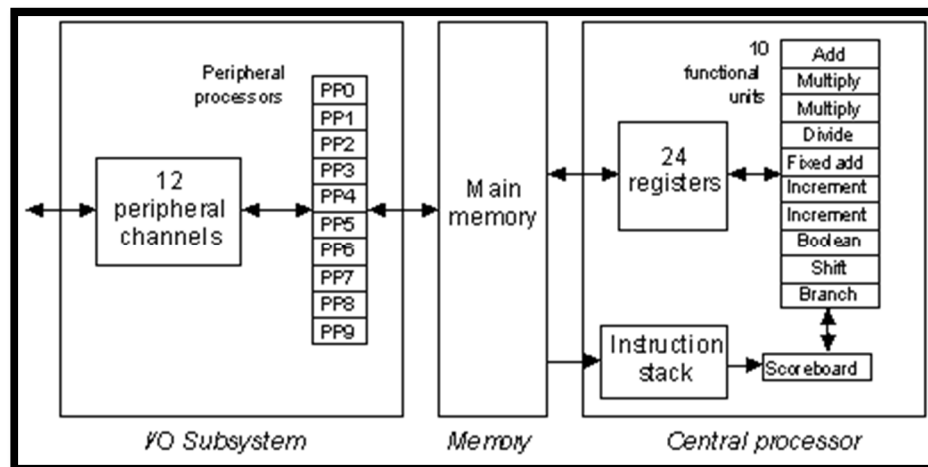 Peripheral
processors
PP0
PP1
PP2
PP3
PP4
PP5
PP6
PP7
PP8
PP9
12
peripheral
channels
I/O Subsystem
Main
memory
Memory
10
functional
units
Add
Multiply
Multiply
Divide
Fixed add
Increment
Increment
Boolean
Shift
Branch
24
registers
Instruction
stack
Scoreboard
Central processor